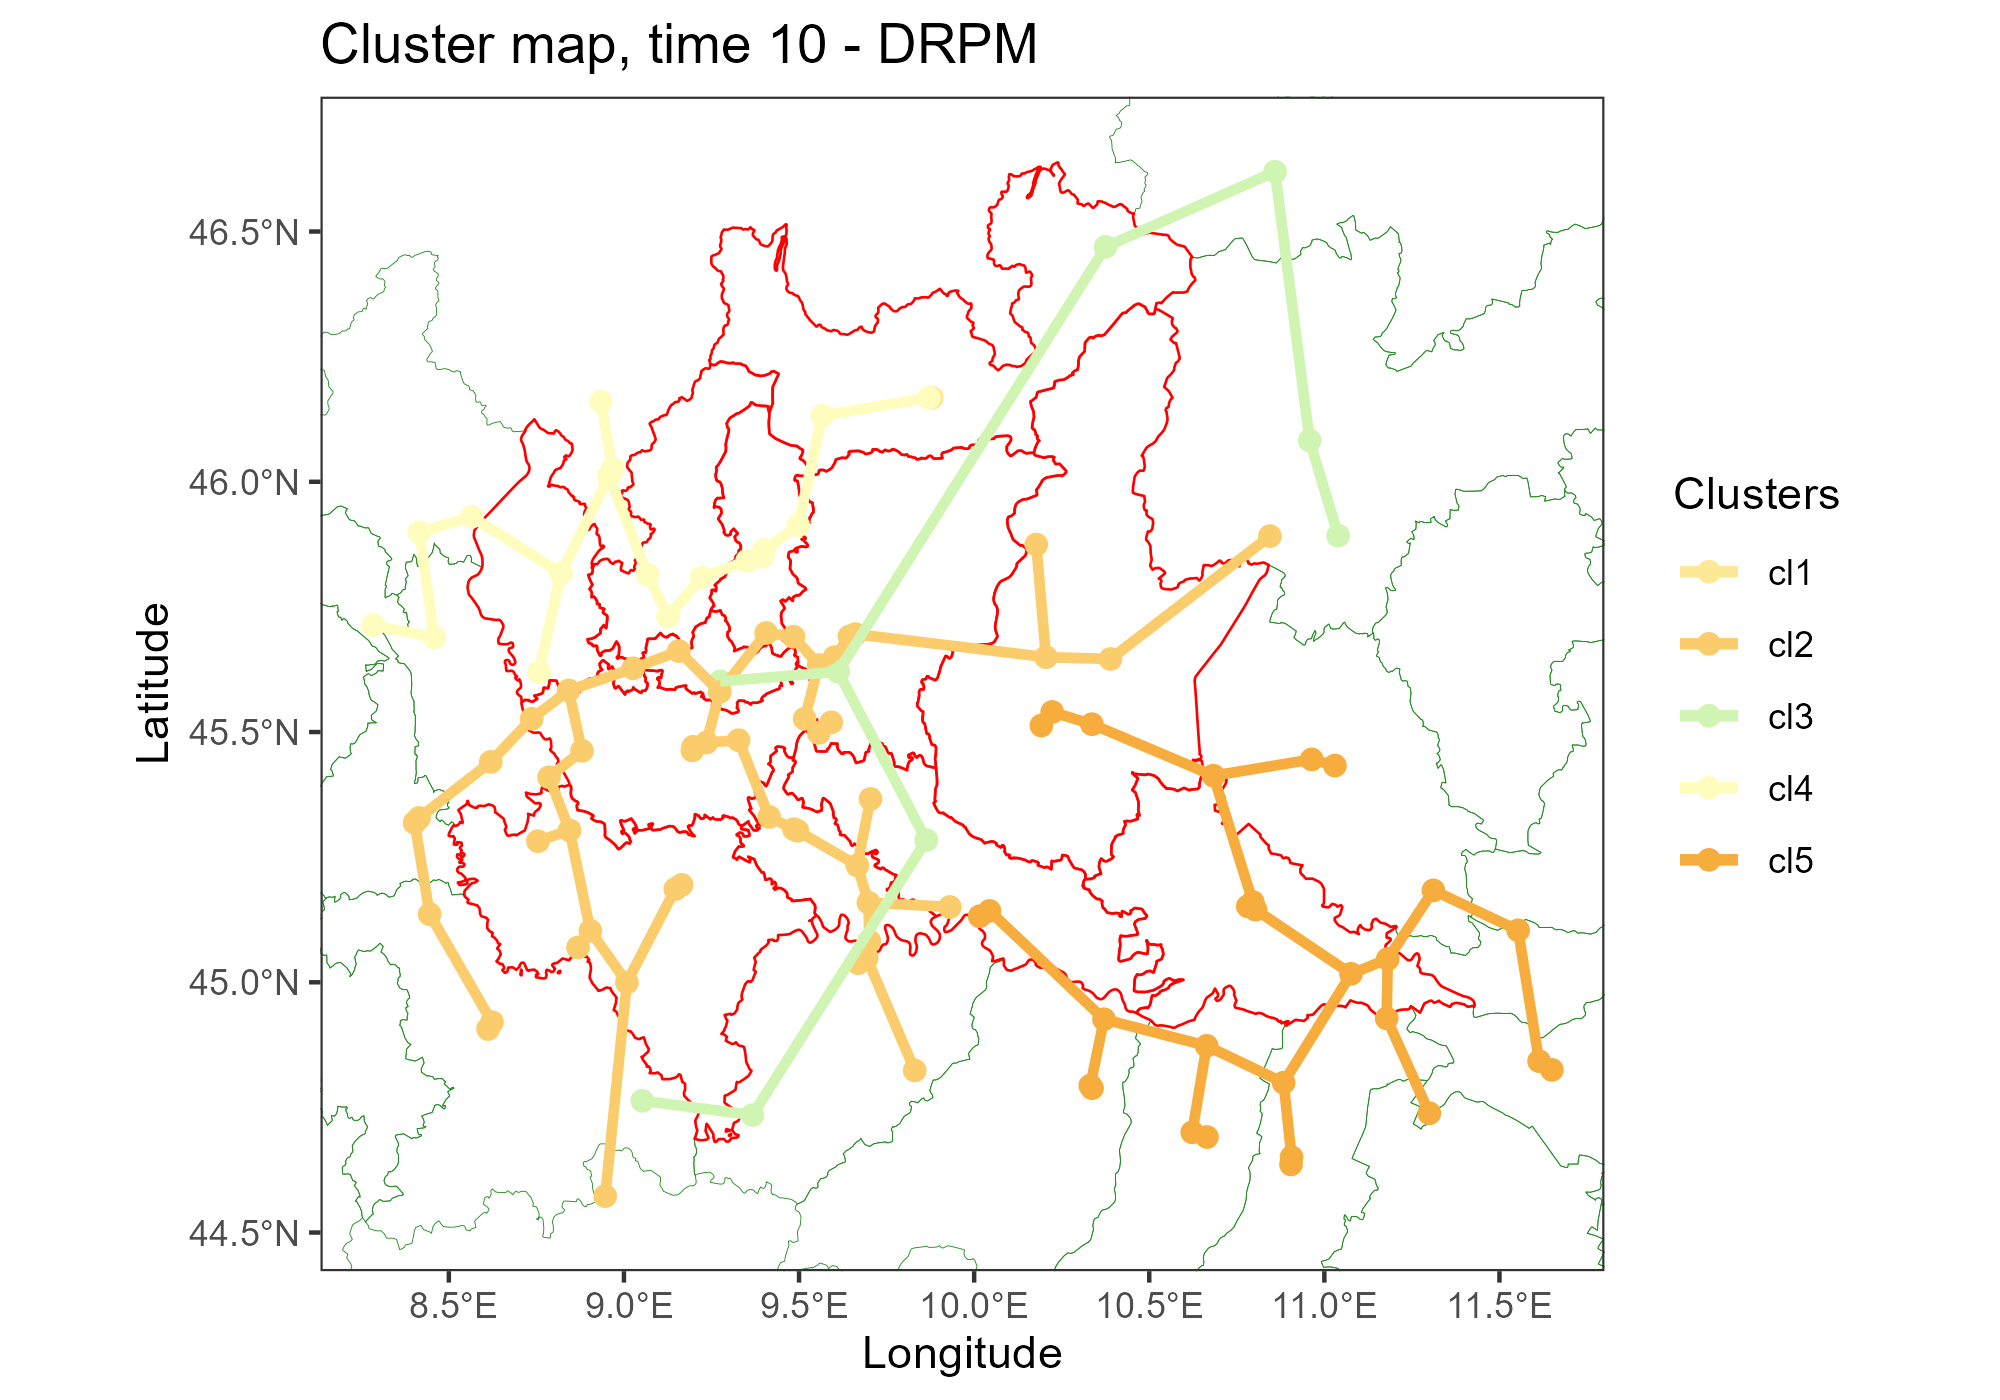 Cluster map, time 10 - DRPM
46.5°N
46.0°N
45.5°N
45.0°N
44.5°N
Latitude
8.5°E 9.0°E 9.5°E 10.0°E 10.5°E 11.0°E 11.5°E
Longitude
Clusters
cl1
cl2
cl3
cl4
cl5